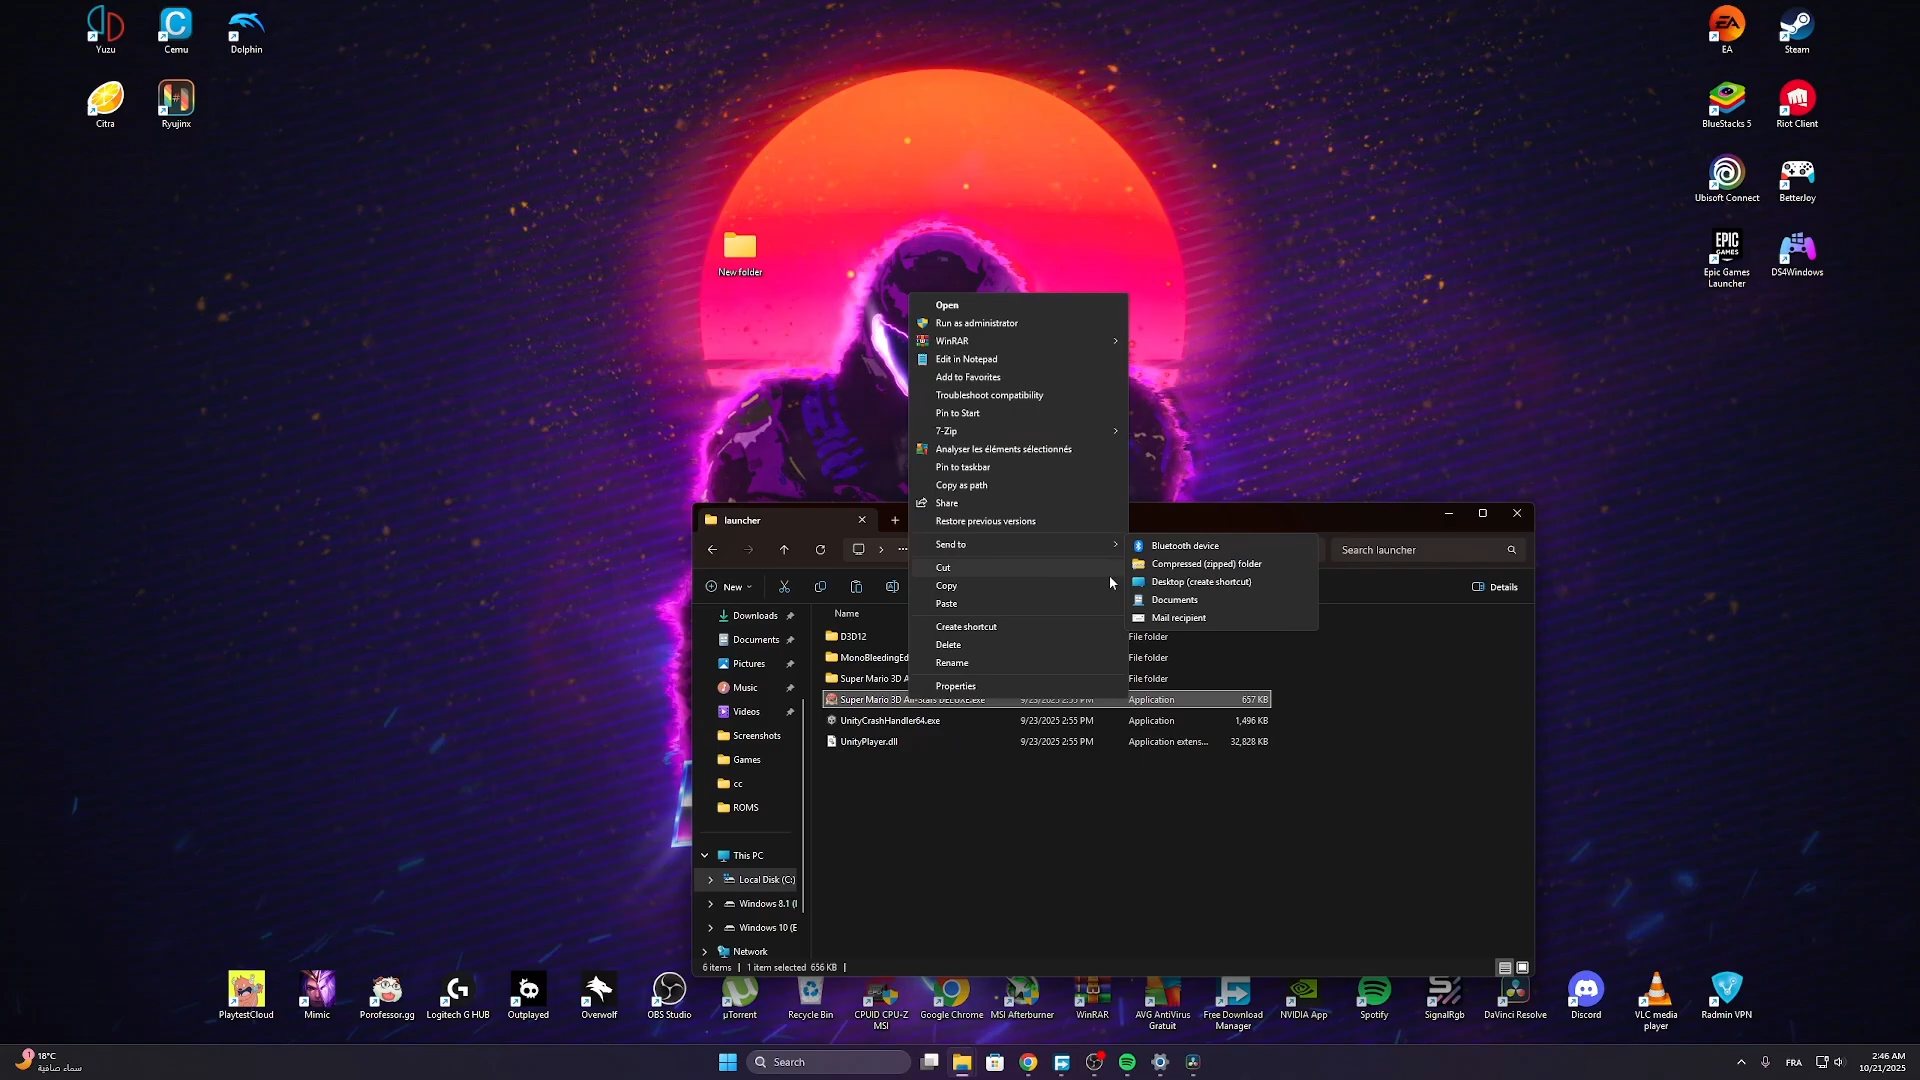 Yuzu
Cemu
Dolphin
Citra
Ryujinx
EA
Steam
BlueStacks 5
Riot Client
Ubisoft Connect
BetterJoy
EPIC
GAMES
Epic Games
Launcher
DS4Windows
New folder
Open
Run as administrator
WinRAR
Edit in Notepad
Add to Favorites
Troubleshoot compatibility
Pin to Start
7-Zip
Analyser les éléments sélectionnés
Pin to taskbar
Copy as path
Share
Restore previous versions
Send to
Cut
Copy
Paste
Create shortcut
Delete
Rename
Properties
Bluetooth device
Compressed (zipped) folder
Desktop (create shortcut)
Documents
Mail recipient
launcher
Search launcher
New
Details
Downloads
Documents
Pictures
Music
Videos
Screenshots
Games
cc
ROMS
This PC
Local Disk (C:)
Windows 8.1 (
Windows 10 (E
Network
Name
D3D12
File folder
MonoBleedingEd
File folder
Super Mario 3D A
File folder
Super Mario 3D All-Stars DELUXE.exe 9/23/2025 2:55 PM Application 657 KB
UnityCrashHandler64.exe 9/23/2025 2:55 PM Application 1,496 KB
UnityPlayer.dll 9/23/2025 2:55 PM Application extens... 32,828 KB
6 items | 1 item selected 656 KB |
PlaytestCloud
Mimic
Porofessor.gg
Logitech G HUB
Outplayed
Overwolf
OBS Studio
µTorrent
Recycle Bin
CPUID CPU-Z
MSI
Google Chrome
MSI Afterburner
WinRAR
AVG AntiVirus
Gratuit
Free Download
Manager
NVIDIA App
Spotify
SignalRgb
DaVinci Resolve
Discord
VLC media
player
Radmin VPN
1
18°C
سماء صافية
Search
FRA
2:46 AM
10/21/2025